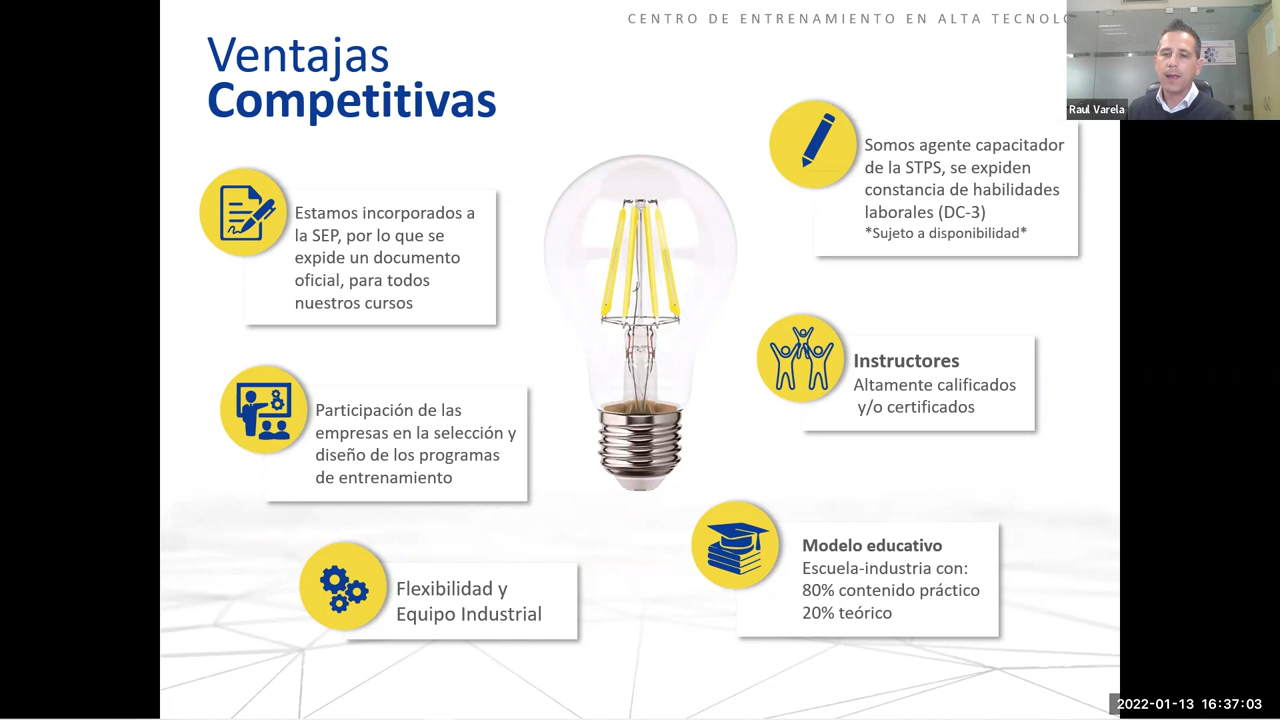 CENTRO DE ENTRENAMIENTO EN ALTA
Ventajas
Competitivas
Estamos incorporados a
la SEP, por lo que se
expide un documento
oficial, para todos
nuestros cursos
Participación de las
empresas en la selección y
diseño de los programas
de entrenamiento
Flexibilidad y
Equipo Industrial
Somos agente capacitador
de la STPS, se expiden
constancia de habilidades
laborales (DC-3)
*Sujeto a disponibilidad*
Instructores
Altamente calificados
y/o certificados
Modelo educativo
Escuela-industria con:
80% contenido práctico
20% teórico
Raul Varela
2022-01-13 16:37:03